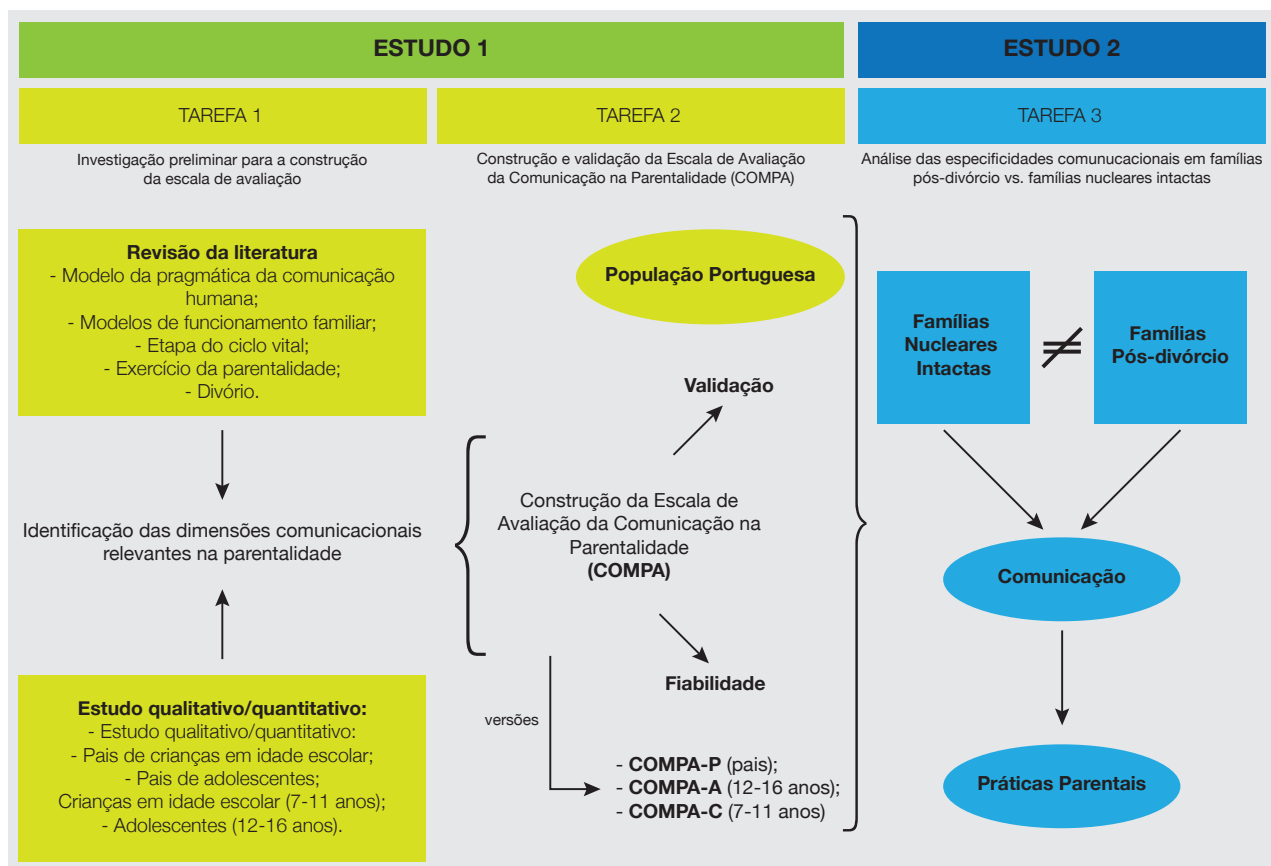 ESTUDO 1
ESTUDO 2
TAREFA 1
TAREFA 2
TAREFA 3
Investigação preliminar para a construção
da escala de avaliação
Construção e validação da Escala de Avaliação
da Comunicação na Parentalidade (COMPA)
Análise das especificidades comunucacionais em famílias
pós-divórcio vs. famílias nucleares intactas
Revisão da literatura
- Modelo da pragmática da comunicação
humana;
- Modelos de funcionamento familiar;
- Etapa do ciclo vital;
- Exercício da parentalidade;
- Divório.
Identificação das dimensões comunicacionais
relevantes na parentalidade
Estudo qualitativo/quantitativo:
- Estudo qualitativo/quantitativo:
- Pais de crianças em idade escolar;
- Pais de adolescentes;
Crianças em idade escolar (7-11 anos);
- Adolescentes (12-16 anos).
População Portuguesa
Validação
Construção da Escala de
Avaliação da Comunicação na
Parentalidade
(COMPA)
Fiabilidade
versões
- COMPA-P (pais);
- COMPA-A (12-16 anos);
- COMPA-C (7-11 anos)
Famílias
Nucleares
Intactas
≠
Famílias
Pós-divórcio
Comunicação
Práticas Parentais